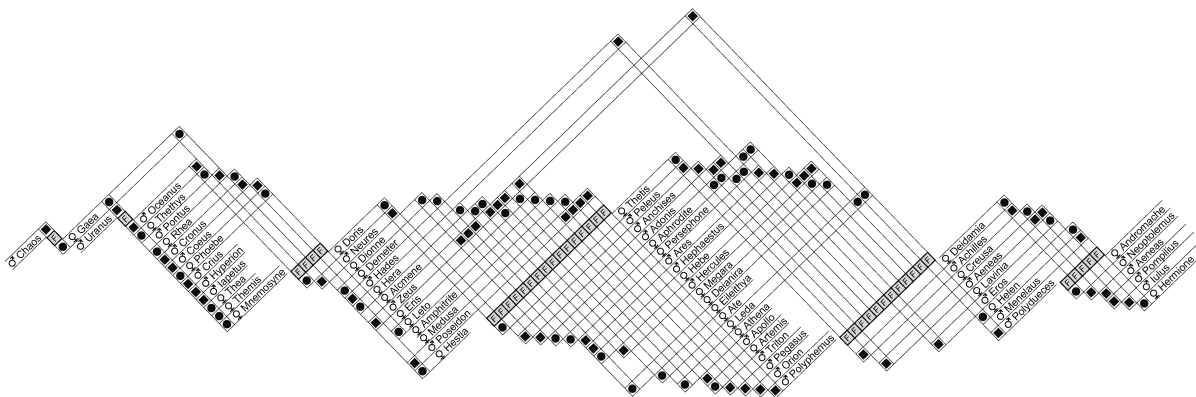 ♂ Chaos
F
♀ Gaea
♂ Uranus
F
♂ Oceanus
♀ Thethys
♂ Pontus
♀ Rhea
♂ Cronus
♂ Coeus
♀ Phoebe
♂ Crius
♂ Hyperion
♂ Iapetus
♀ Thea
♀ Themis
♀ Mnemosyne
F F F F
♀ Doris
♂ Neures
♀ Dionne
♀ Demeter
♂ Hades
♀ Hera
♀ Alcmene
♂ Zeus
♀ Eris
♀ Leto
♀ Amphitrite
♀ Medusa
♂ Poseidon
♀ Hestia
F F F F F F F F F F F F F F F
♀ Thetis
♂ Peleus
♂ Anchises
♂ Adonis
♀ Aphrodite
♀ Persephone
♂ Ares
♂ Hephaestus
♀ Hebe
♂ Hercules
♀ Megara
♀ Deianira
♀ Eileithya
♀ Ate
♀ Leda
♀ Athena
♂ Apollo
♀ Artemis
♂ Triton
♂ Pegasus
♂ Orion
♂ Polyphemus
F F F F F F F F F F F
♀ Deidamia
♂ Achilles
♀ Creusa
♂ Aeneas
♀ Lavinia
♂ Eros
♀ Helen
♂ Menelaus
♂ Polydueces
F F F F F
♀ Andromache
♂ Neoptolemus
♂ Aeneas
♂ Pompilius
♂ Iulus
♀ Hermione